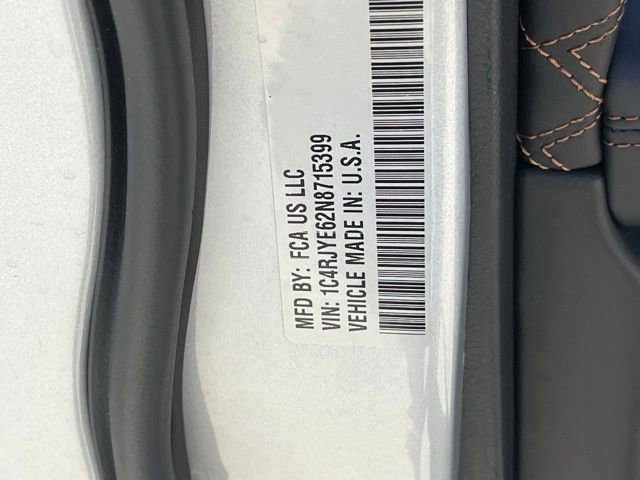 MFD BY: FCA US LLC
VIN: 1C4RJYE62N8715399
VEHICLE MADE IN: U.S.A.